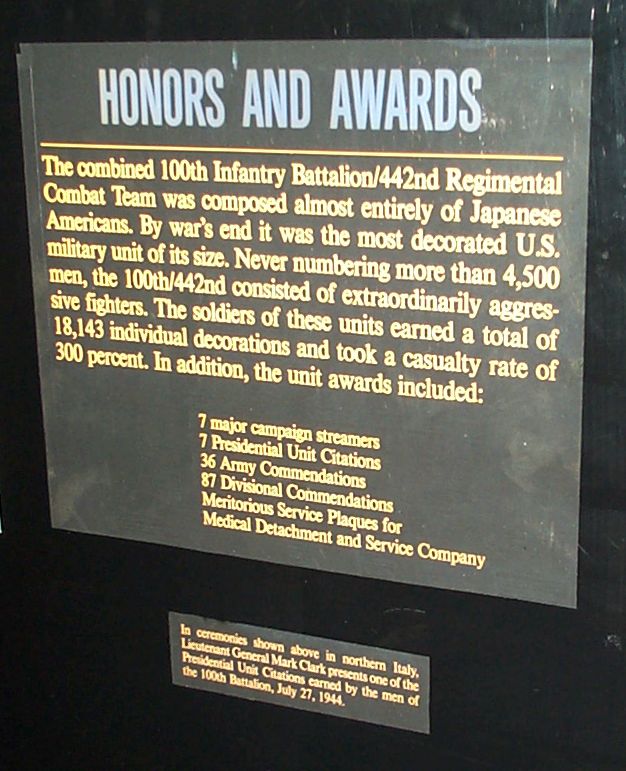 HONORS AND AWARDS
The combined 100th Infantry Battalion/442nd Regimental
Combat Team was composed almost entirely of Japanese
Americans. By war's end it was the most decorated U.S.
military unit of its size. Never numbering more than 4,500
men, the 100th/442nd consisted of extraordinarily aggres-
sive fighters. The soldiers of these units earned a total of
18,143 individual decorations and took a casualty rate of
300 percent. In addition, the unit awards included:
7 major campaign streamers
7 Presidential Unit Citations
36 Army Commendations
87 Divisional Commendations
Meritorious Service Plaques for
Medical Detachment and Service Company
In ceremonies shown above in northern Italy,
Lieutenant General Mark Clark presents one of the
Presidential Unit Citations earned by the men of
the 100th Battalion, July 27, 1944.